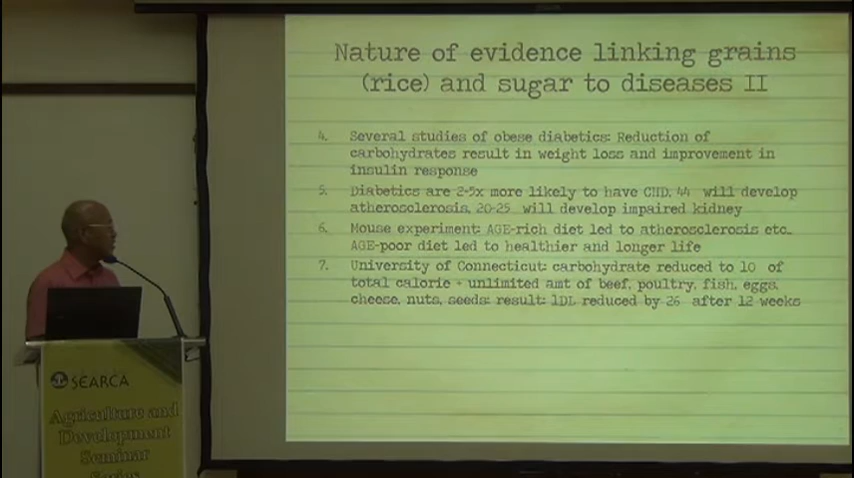 Nature of evidence linking grains
(rice) and sugar to diseases II
4. Several studies of obese diabetics: Reduction of
carbohydrates result in weight loss and improvement in
insulin response
5. Diabetics are 2-5x more likely to have CHD, 44 will develop
atherosclerosis, 20-25 will develop impaired kidney
6. Mouse experiment: AGE-rich diet led to atherosclerosis etc..
AGE-poor diet led to healthier and longer life
7. University of Connecticut: carbohydrate reduced to 10 of
total calorie + unlimited amt of beef, poultry, fish, eggs,
cheese, nuts, seeds: result: lDL reduced by 26 after 12 weeks
SEARCA
Agriculture and
Development
Seminar
Series